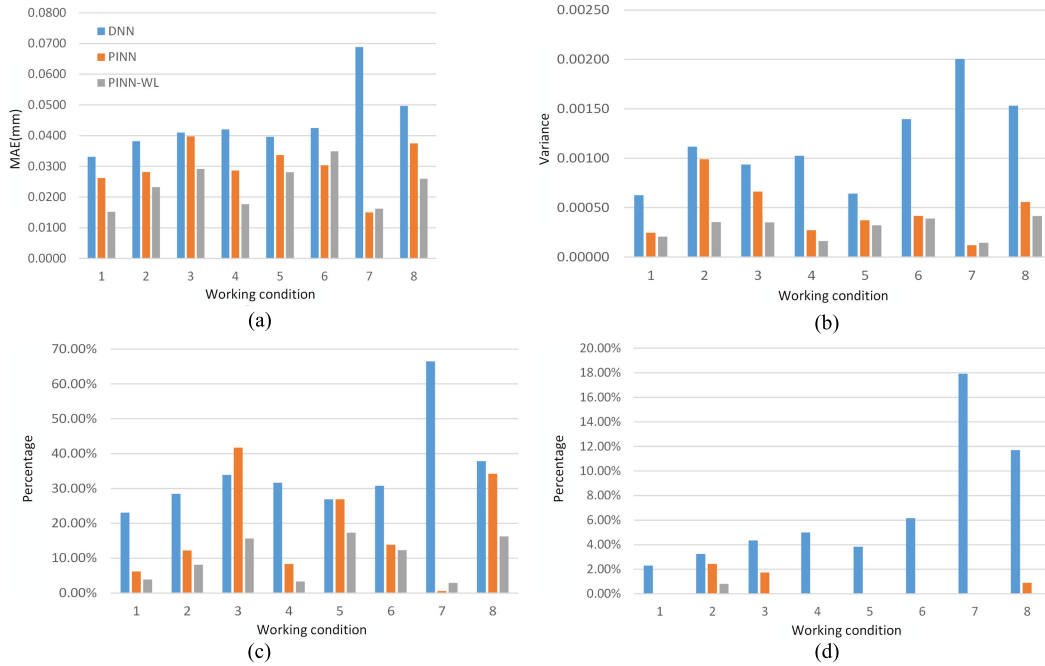 0.0800
0.0700
0.0600
0.0500
0.0400
0.0300
0.0200
0.0100
0.0000
MAE(mm)
DNN
PINN
PINN-WL
1 2 3 4 5 6 7 8
Working condition
(a)
0.00250
0.00200
0.00150
0.00100
0.00050
0.00000
Variance
1 2 3 4 5 6 7 8
Working condition
(b)
70.00%
60.00%
50.00%
40.00%
30.00%
20.00%
10.00%
0.00%
Percentage
1 2 3 4 5 6 7 8
Working condition
(c)
20.00%
18.00%
16.00%
14.00%
12.00%
10.00%
8.00%
6.00%
4.00%
2.00%
0.00%
Percentage
1 2 3 4 5 6 7 8
Working condition
(d)